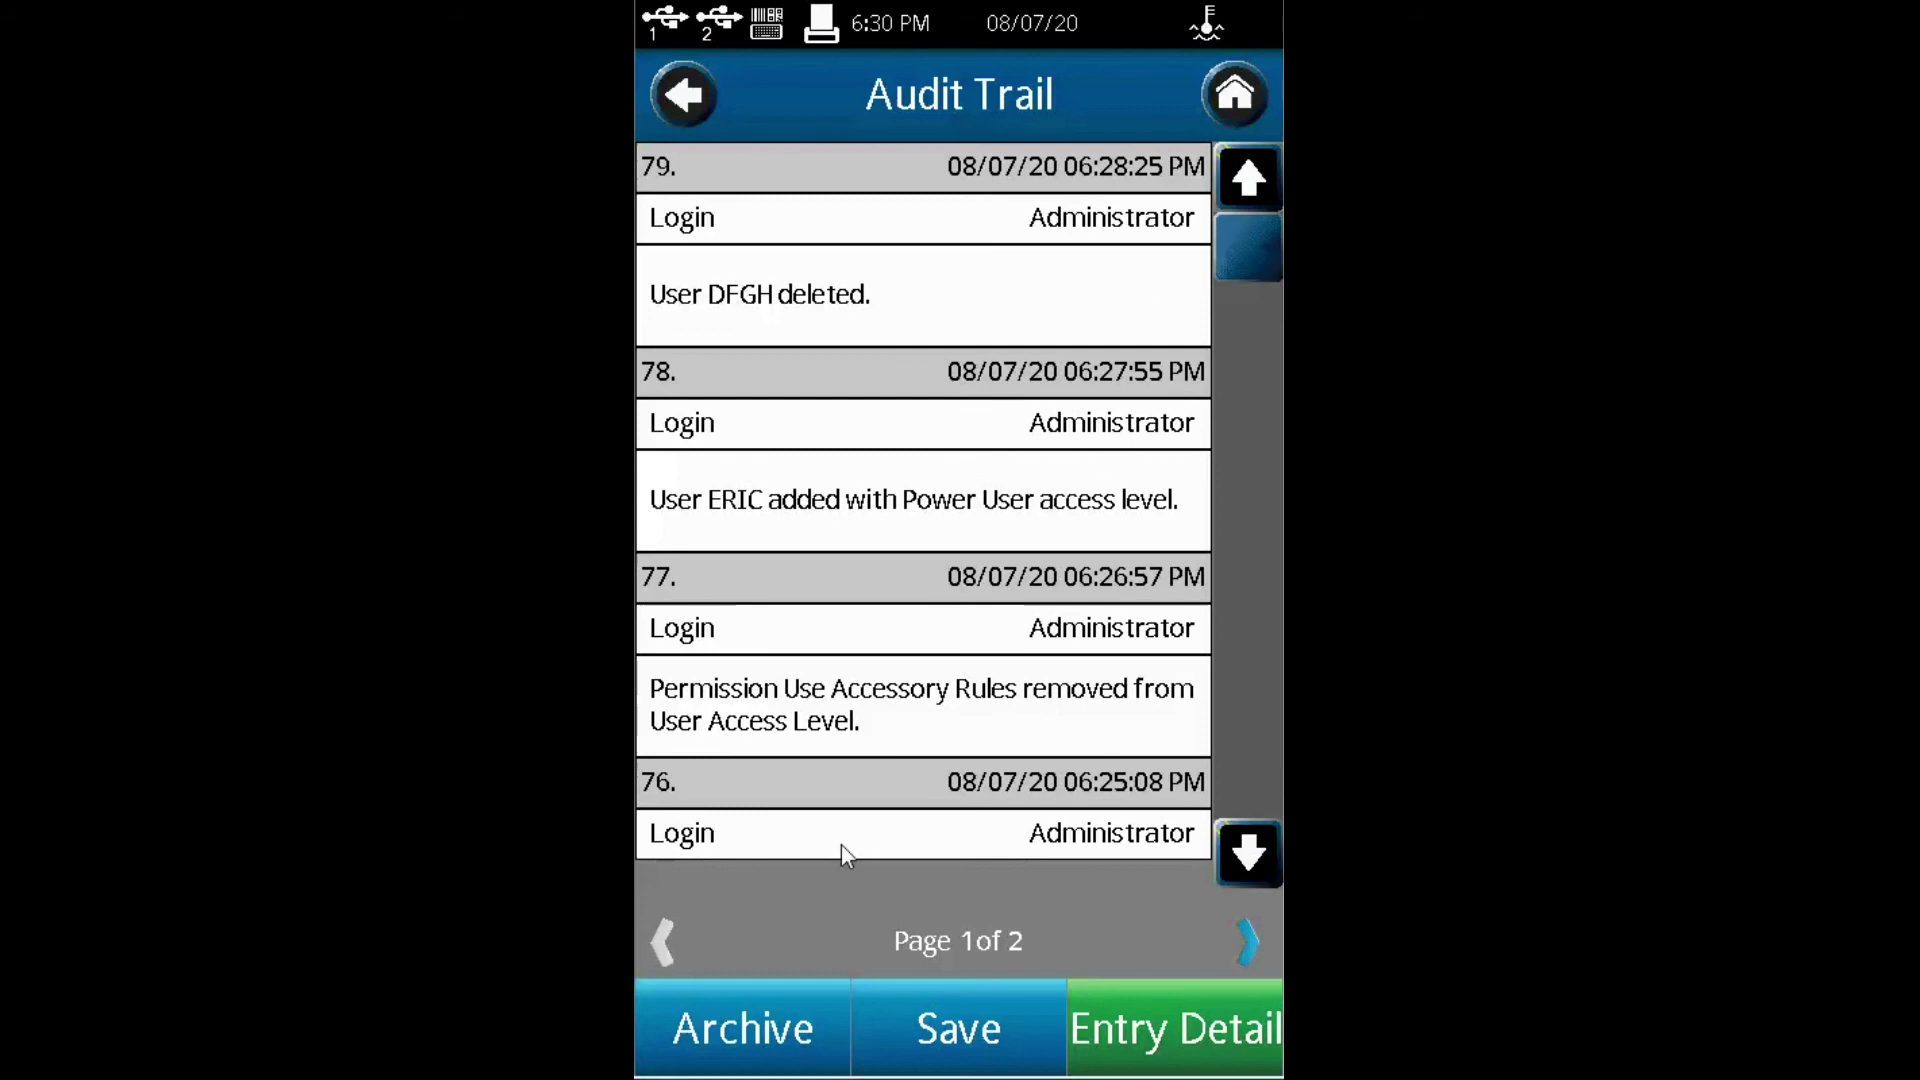 1 2 6:30 PM 08/07/20
Audit Trail
79. 08/07/20 06:28:25 PM
Login Administrator
User DFGH deleted.
78. 08/07/20 06:27:55 PM
Login Administrator
User ERIC added with Power User access level.
77. 08/07/20 06:26:57 PM
Login Administrator
Permission Use Accessory Rules removed from
User Access Level.
76. 08/07/20 06:25:08 PM
Login Administrator
Page 1of 2
Archive Save Entry Detail